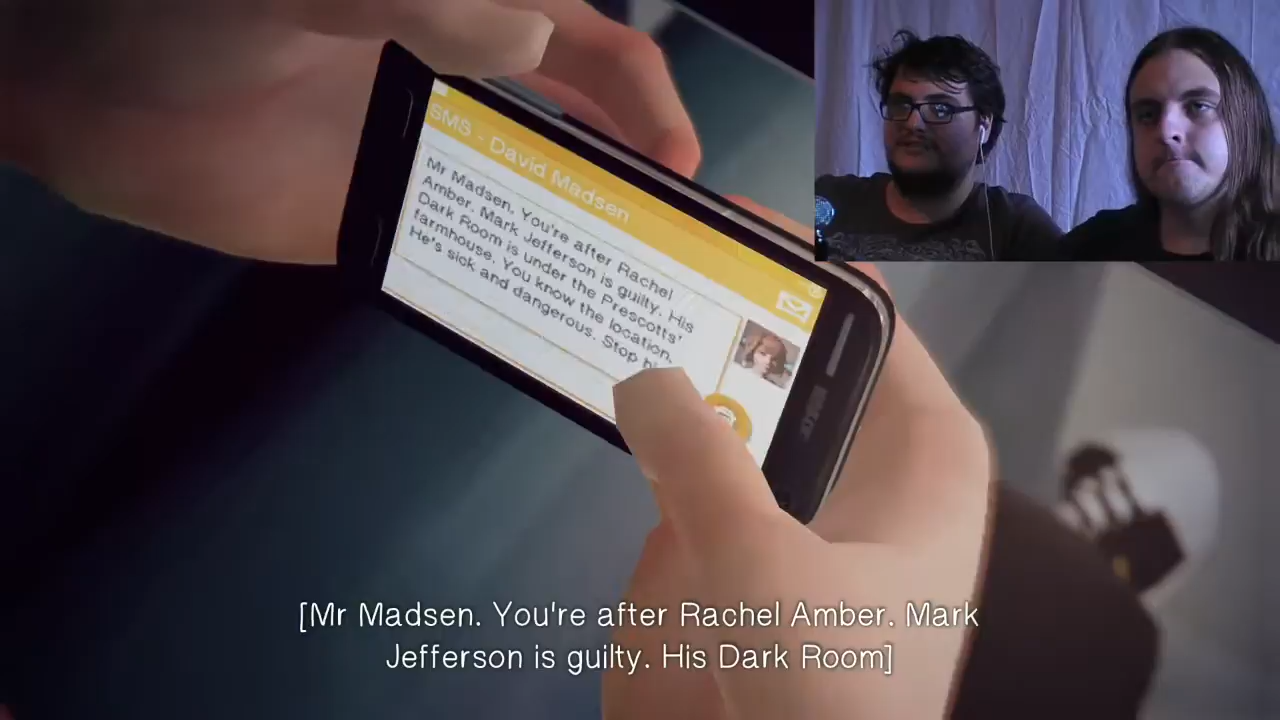 SMS - David Madsen
Mr Madsen. You're after Rachel
Amber. Mark Jefferson is guilty. His
Dark Room is under the Prescotts'
farmhouse. You know the location.
He's sick and dangerous. Stop
[Mr Madsen. You're after Rachel Amber. Mark
Jefferson is guilty. His Dark Room]